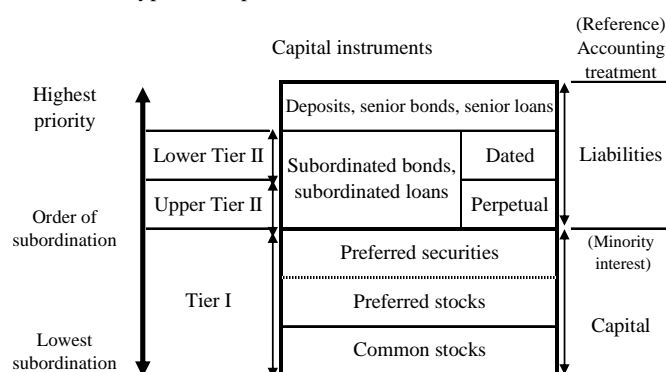 (Reference)
Accounting
treatment
Capital instruments
Highest
priority
Deposits, senior bonds, senior loans
Lower Tier II
Subordinated bonds,
subordinated loans
Dated
Liabilities
Upper Tier II
Perpetual
Order of
subordination
Preferred securities
(Minority
interest)
Tier I
Preferred stocks
Capital
Lowest
subordination
Common stocks